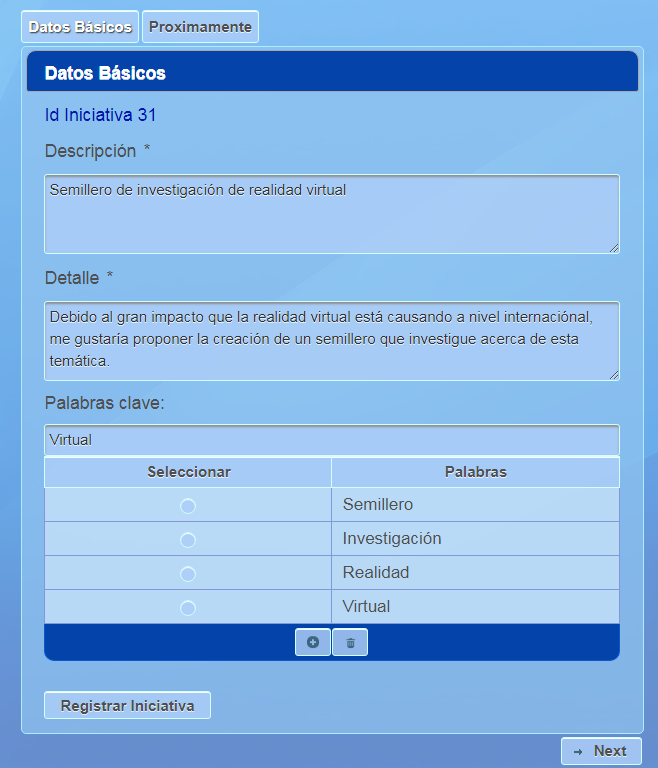 Datos Básicos Proximamente
Datos Básicos
Id Iniciativa 31
Descripción *
Semillero de investigación de realidad virtual
Detalle *
Debido al gran impacto que la realidad virtual está causando a nivel internaciónal,
me gustaría proponer la creación de un semillero que investigue acerca de esta
temática.
Palabras clave:
Virtual
Seleccionar Palabras
Semillero
Investigación
Realidad
Virtual
Registrar Iniciativa
Next